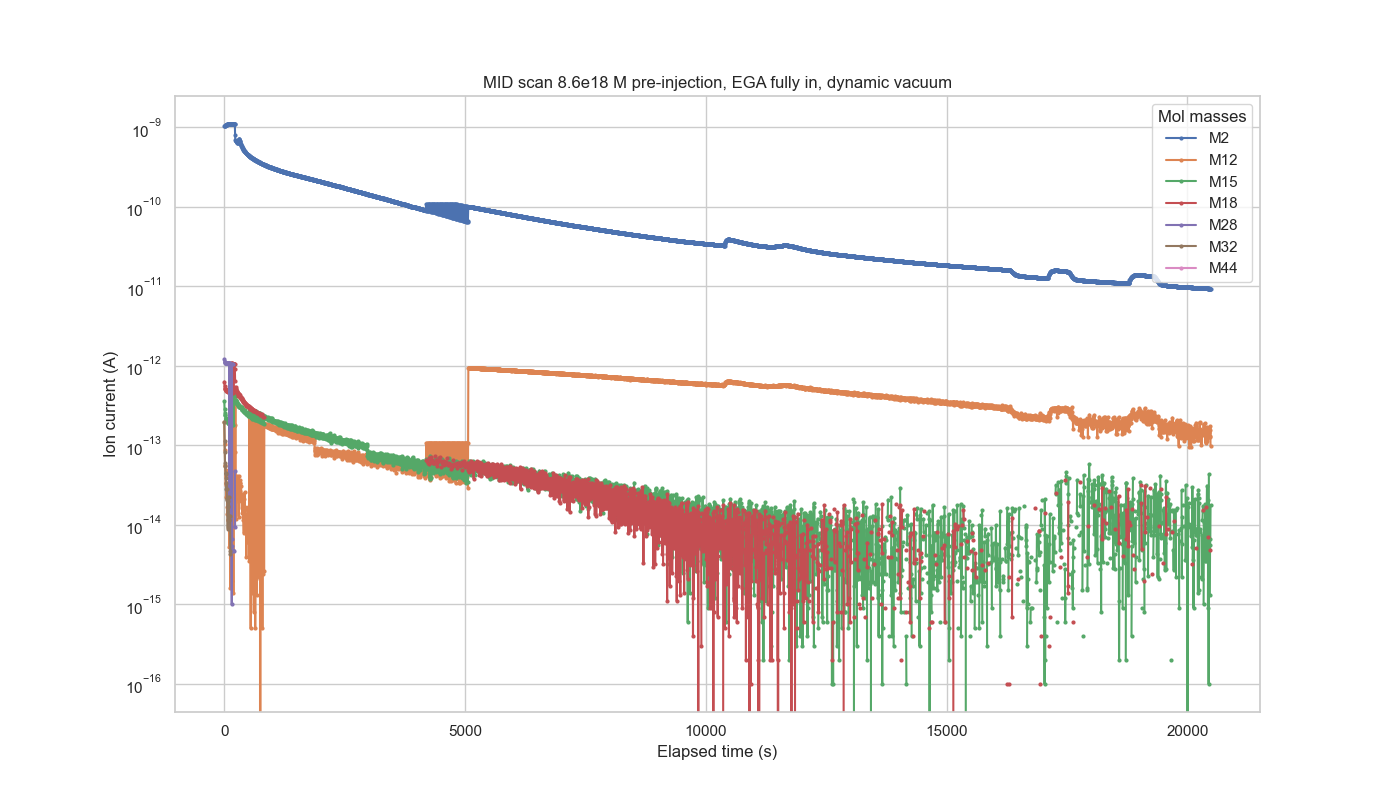 MID scan 8.6e18 M pre-injection, EGA fully in, dynamic vacuum
Ion current (A)
10⁻⁹
10⁻¹⁰
10⁻¹¹
10⁻¹²
10⁻¹³
10⁻¹⁴
10⁻¹⁵
10⁻¹⁶
Mol masses
M2
M12
M15
M18
M28
M32
M44
0 5000 10000 15000 20000
Elapsed time (s)